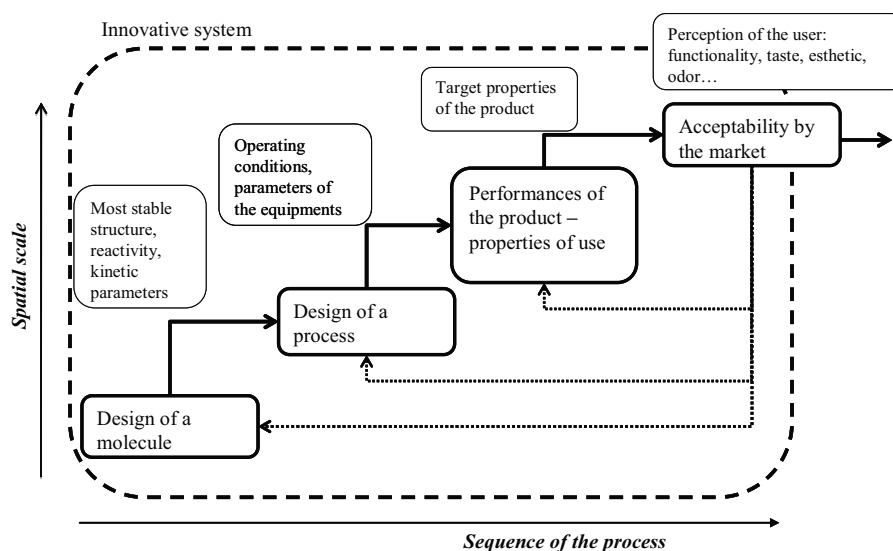 Innovative system
Perception of the user:
functionality, taste, esthetic,
odor…
Target properties
of the product
Acceptability by
the market
Operating
conditions,
parameters of
the equipments
Performances of
the product –
properties of use
Most stable
structure,
reactivity,
kinetic
parameters
Design of a
process
Design of a
molecule
Spatial scale
Sequence of the process